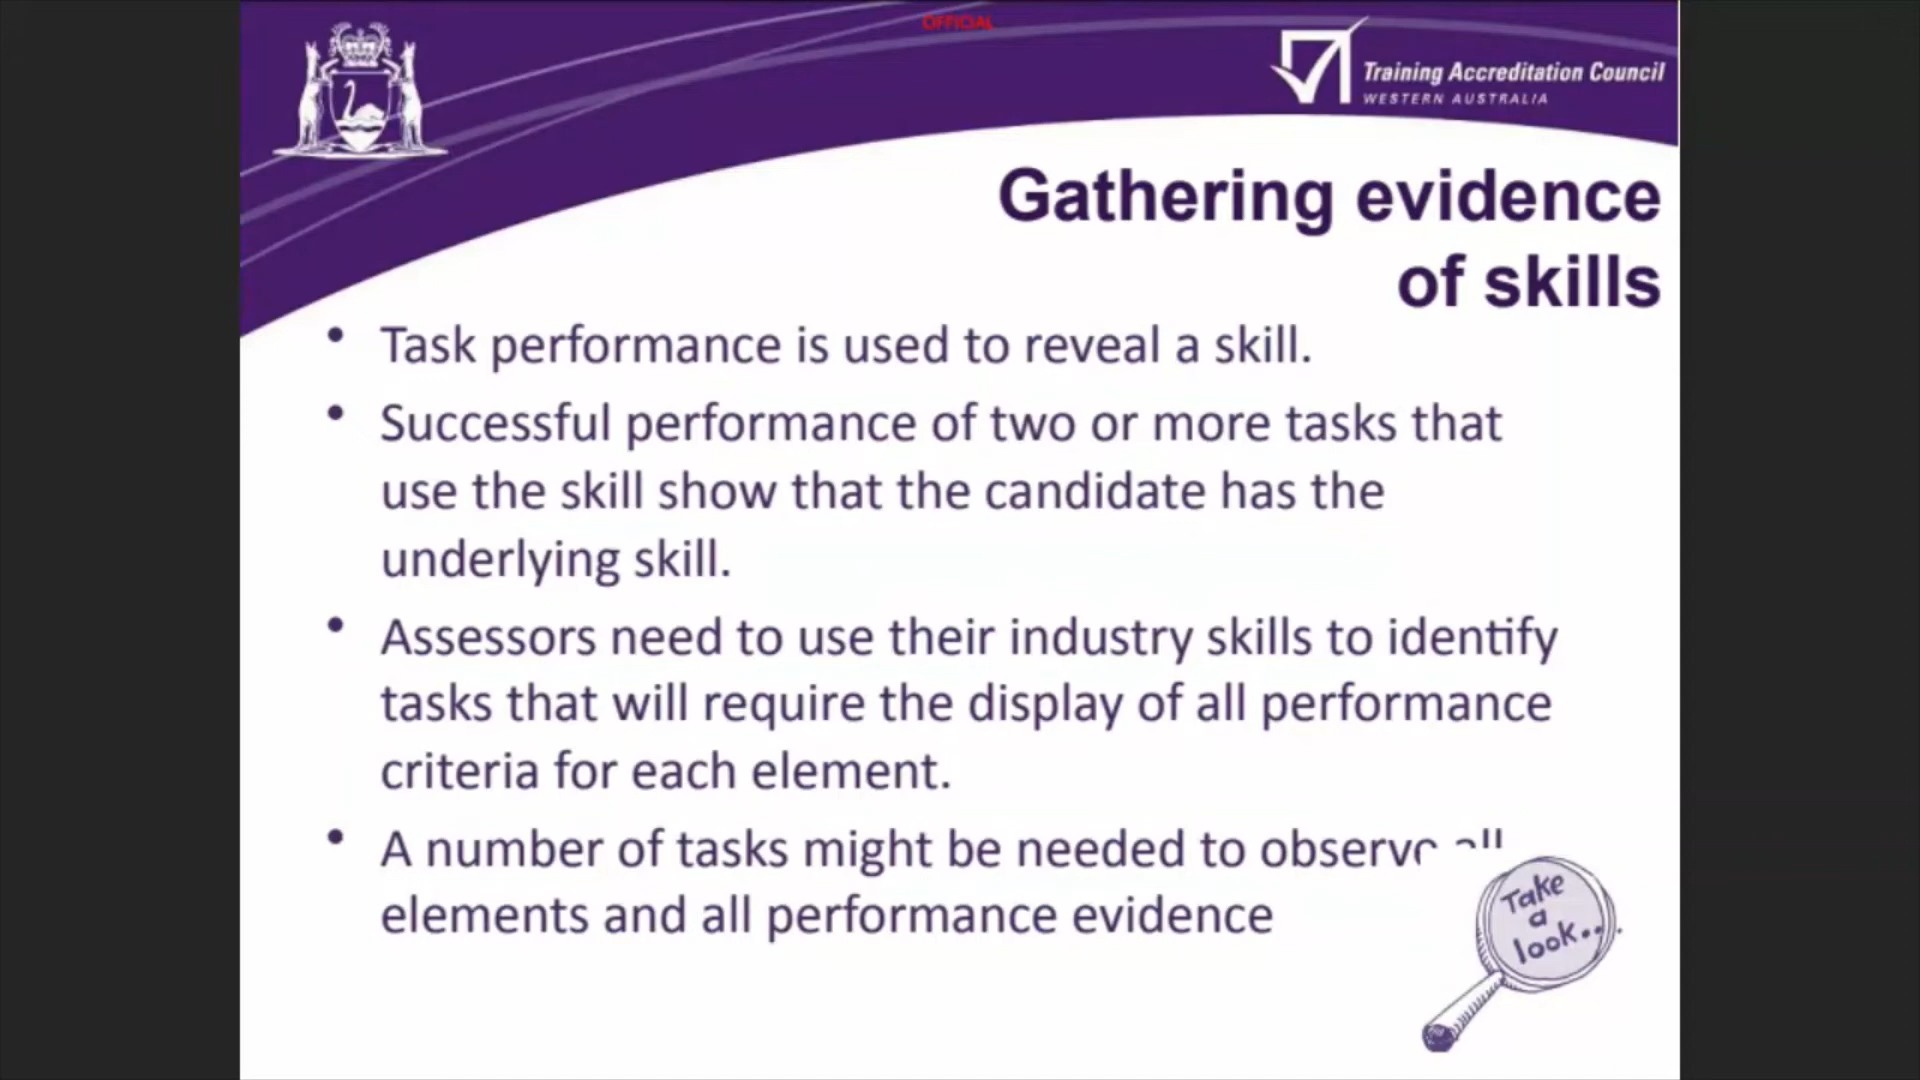 OFFICIAL
Training Accreditation Council
WESTERN AUSTRALIA
Gathering evidence
of skills
• Task performance is used to reveal a skill.
• Successful performance of two or more tasks that
use the skill show that the candidate has the
underlying skill.
• Assessors need to use their industry skills to identify
tasks that will require the display of all performance
criteria for each element.
• A number of tasks might be needed to observe all
elements and all performance evidence
Take
a
look...